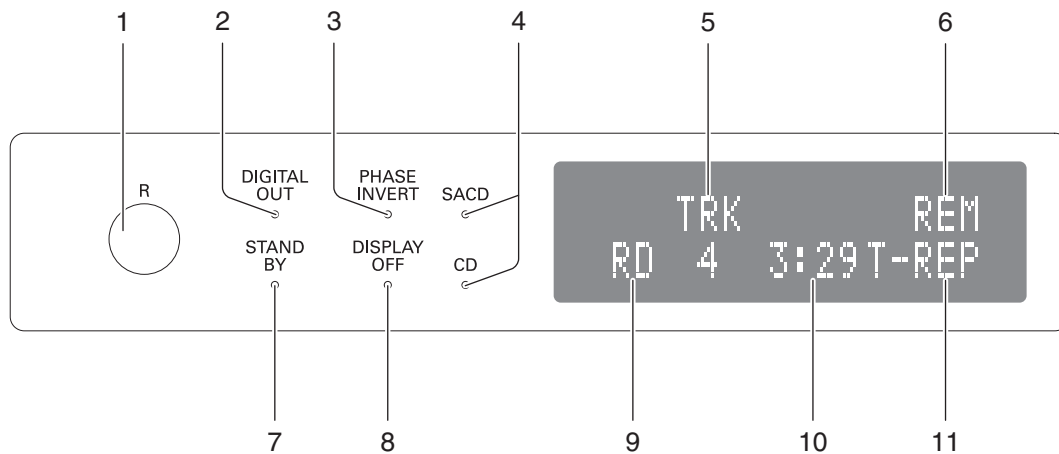 1 2 3 4 5 6
R
DIGITAL OUT
PHASE INVERT
SACD
STAND BY
DISPLAY OFF
CD
TRK REM
RD 4 3:29 T-REP
7 8 9 10 11